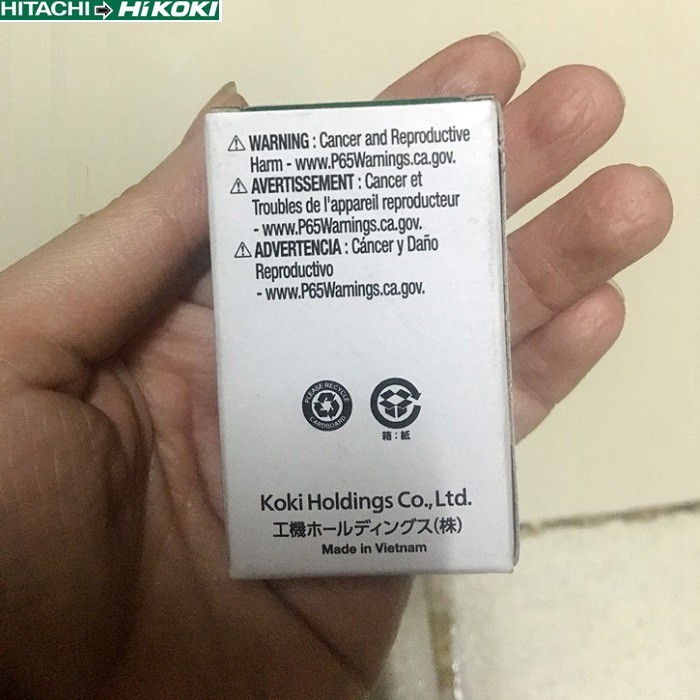 HITACHI HiKOKI
WARNING : Cancer and Reproductive
Harm - www.P65Warnings.ca.gov.
AVERTISSEMENT : Cancer et
Troubles de l'appareil reproducteur
- www.P65Warnings.ca.gov.
ADVERTENCIA : Cáncer y Daño
Reproductivo
- www.P65Warnings.ca.gov.
PLEASE RECYCLE
CARDBOARD
箱：紙
Koki Holdings Co.,Ltd.
工機ホールディングス(株)
Made in Vietnam